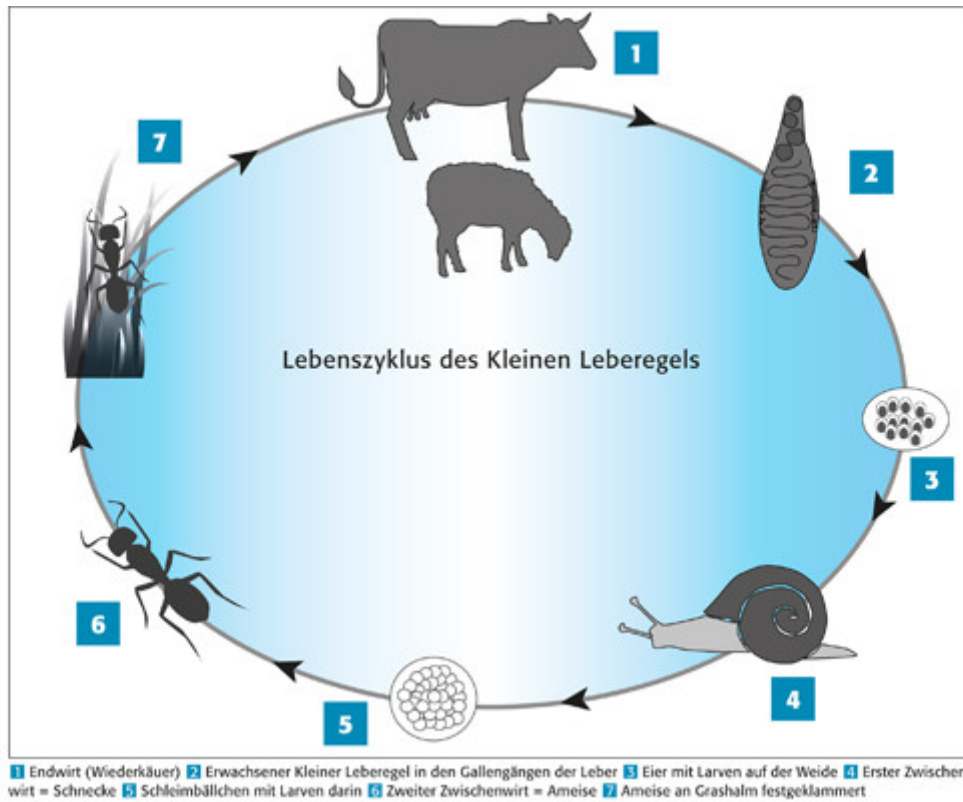 1
7
2
Lebenszyklus des Kleinen Leberegels
3
6
5
4
1 Endwirt (Wiederkäuer) 2 Erwachsener Kleiner Leberegel in den Gallengängen der Leber 3 Eier mit Larven auf der Weide 4 Erster Zwischen
wirt = Schnecke 5 Schleimbällchen mit Larven darin 6 Zweiter Zwischenwirt = Ameise 7 Ameise an Grashalm festgeklammert